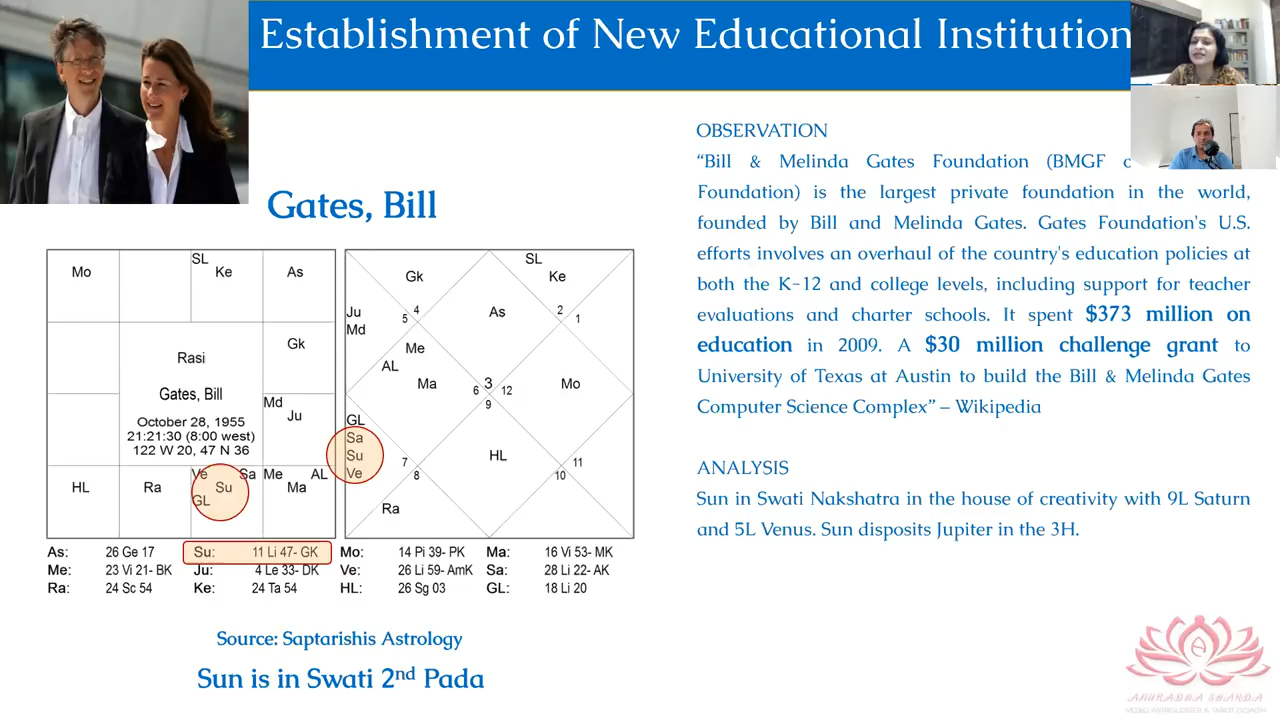 Establishment of New Educational Institution
Gates, Bill
SL
Mo
Ke
As
Gk
Rasi
Gates, Bill
October 28, 1955
21:21:30 (8:00 west)
122 W 20, 47 N 36
Md
Ju
Ve
Sa
Me
AL
HL
Ra
Su
Ma
GL
SL
Gk
Ke
Ju
4
As
2
Md
5
1
Me
AL
Ma
6
3
12
Mo
9
GL
Sa
Su
7
HL
11
Ve
8
10
Ra
As: 26 Ge 17 Su: 11 Li 47- GK Mo: 14 Pi 39- PK Ma: 16 Vi 53- MK
Me: 23 Vi 21- BK Ju: 4 Le 33- DK Ve: 26 Li 59- AmK Sa: 28 Li 22- AK
Ra: 24 Sc 54 Ke: 24 Ta 54 HL: 26 Sg 03 GL: 18 Li 20
Source: Saptarishis Astrology
Sun is in Swati 2nd Pada
OBSERVATION
“Bill & Melinda Gates Foundation (BMGF
Foundation) is the largest private foundation in the world,
founded by Bill and Melinda Gates. Gates Foundation's U.S.
efforts involves an overhaul of the country's education policies at
both the K-12 and college levels, including support for teacher
evaluations and charter schools. It spent $373 million on
education in 2009. A $30 million challenge grant to
University of Texas at Austin to build the Bill & Melinda Gates
Computer Science Complex” – Wikipedia
ANALYSIS
Sun in Swati Nakshatra in the house of creativity with 9L Saturn
and 5L Venus. Sun disposits Jupiter in the 3H.
ANURADHA SHARDA
VEDIC ASTROLOGER & TAROT COACH